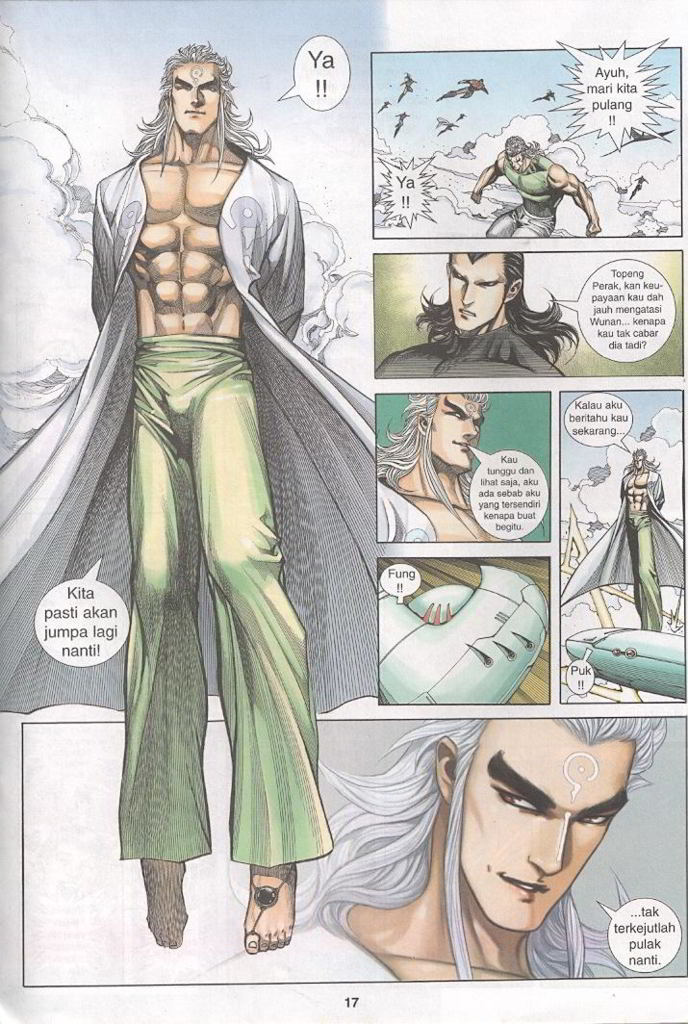 Ya
!!
Kita
pasti akan
jumpa lagi
nanti!
Ayuh,
mari kita
pulang
!!
Ya
!!
Topeng
Perak, kan keu-
payaan kau dah
jauh mengatasi
Wunan... kenapa
kau tak cabar
dia tadi?
Kau
tunggu dan
lihat saja, aku
ada sebab aku
yang tersendiri
kenapa buat
begitu.
Kalau aku
beritahu kau
sekarang...
Fung
!!
Puk
!!
...tak
terkejutlah
pulak
nanti.
17